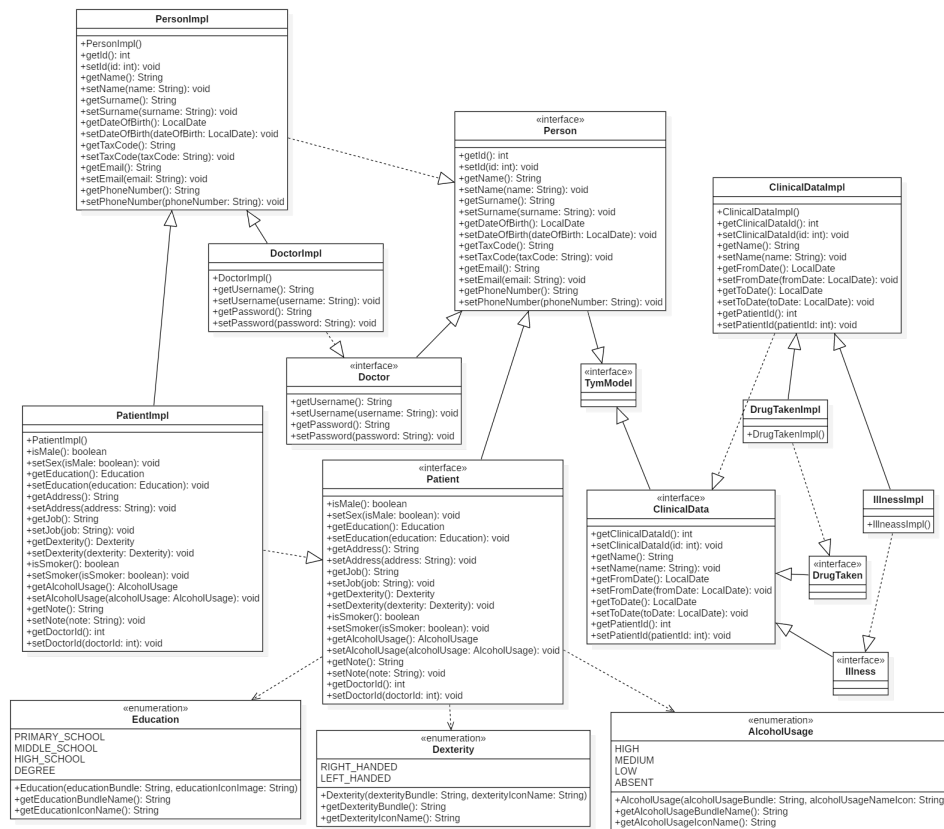 PersonImpl
+PersonImpl()
+getId(): int
+setId(id: int): void
+getName(): String
+setName(name: String): void
+getSurname(): String
+setSurname(surname: String): void
+getDateOfBirth(): LocalDate
+setDateOfBirth(dateOfBirth: LocalDate): void
+getTaxCode(): String
+setTaxCode(taxCode: String): void
+getEmail(): String
+setEmail(email: String): void
+getPhoneNumber(): String
+setPhoneNumber(phoneNumber: String): void
«interface»
Person
+getId(): int
+setId(id: int): void
+getName(): String
+setName(name: String): void
+getSurname(): String
+setSurname(surname: String): void
+getDateOfBirth(): LocalDate
+setDateOfBirth(dateOfBirth: LocalDate): void
+getTaxCode(): String
+setTaxCode(taxCode: String): void
+getEmail(): String
+setEmail(email: String): void
+getPhoneNumber(): String
+setPhoneNumber(phoneNumber: String): void
ClinicalDataImpl
+ClinicalDataImpl()
+getClinicalDataId(): int
+setClinicalDataId(id: int): void
+getName(): String
+setName(name: String): void
+getFromDate(): LocalDate
+setFromDate(fromDate: LocalDate): void
+getToDate(): LocalDate
+setToDate(toDate: LocalDate): void
+getPatientId(): int
+setPatientId(patientId: int): void
DoctorImpl
+DoctorImpl()
+getUsername(): String
+setUsername(username: String): void
+getPassword(): String
+setPassword(password: String): void
«interface»
Doctor
+getUsername(): String
+setUsername(username: String): void
+getPassword(): String
+setPassword(password: String): void
«interface»
TymModel
DrugTakenImpl
+DrugTakenImpl()
PatientImpl
+PatientImpl()
+isMale(): boolean
+setSex(isMale: boolean): void
+getEducation(): Education
+setEducation(education: Education): void
+getAddress(): String
+setAddress(address: String): void
+getJob(): String
+setJob(job: String): void
+getDexterity(): Dexterity
+setDexterity(dexterity: Dexterity): void
+isSmoker(): boolean
+setSmoker(isSmoker: boolean): void
+getAlcoholUsage(): AlcoholUsage
+setAlcoholUsage(alcoholUsage: AlcoholUsage): void
+getNote(): String
+setNote(note: String): void
+getDoctorId(): int
+setDoctorId(doctorId: int): void
«interface»
Patient
+isMale(): boolean
+setSex(isMale: boolean): void
+getEducation(): Education
+setEducation(education: Education): void
+getAddress(): String
+setAddress(address: String): void
+getJob(): String
+setJob(job: String): void
+getDexterity(): Dexterity
+setDexterity(dexterity: Dexterity): void
+isSmoker(): boolean
+setSmoker(isSmoker: boolean): void
+getAlcoholUsage(): AlcoholUsage
+setAlcoholUsage(alcoholUsage: AlcoholUsage): void
+getNote(): String
+setNote(note: String): void
+getDoctorId(): int
+setDoctorId(doctorId: int): void
«interface»
ClinicalData
+getClinicalDataId(): int
+setClinicalDataId(id: int): void
+getName(): String
+setName(name: String): void
+getFromDate(): LocalDate
+setFromDate(fromDate: LocalDate): void
+getToDate(): LocalDate
+setToDate(toDate: LocalDate): void
+getPatientId(): int
+setPatientId(patientId: int): void
IllnessImpl
+IllneassImpl()
«interface»
DrugTaken
«interface»
Illness
«enumeration»
Education
PRIMARY_SCHOOL
MIDDLE_SCHOOL
HIGH_SCHOOL
DEGREE
+Education(educationBundle: String, educationIconImage: String)
+getEducationBundleName(): String
+getEducationIconName(): String
«enumeration»
Dexterity
RIGHT_HANDED
LEFT_HANDED
+Dexterity(dexterityBundle: String, dexterityIconName: String)
+getDexterityBundle(): String
+getDexterityIconName(): String
«enumeration»
AlcoholUsage
HIGH
MEDIUM
LOW
ABSENT
+AlcoholUsage(alcoholUsageBundle: String, alcoholUsageNameIcon: String)
+getAlcoholUsageBundleName(): String
+getAlcoholUsageIconName(): String